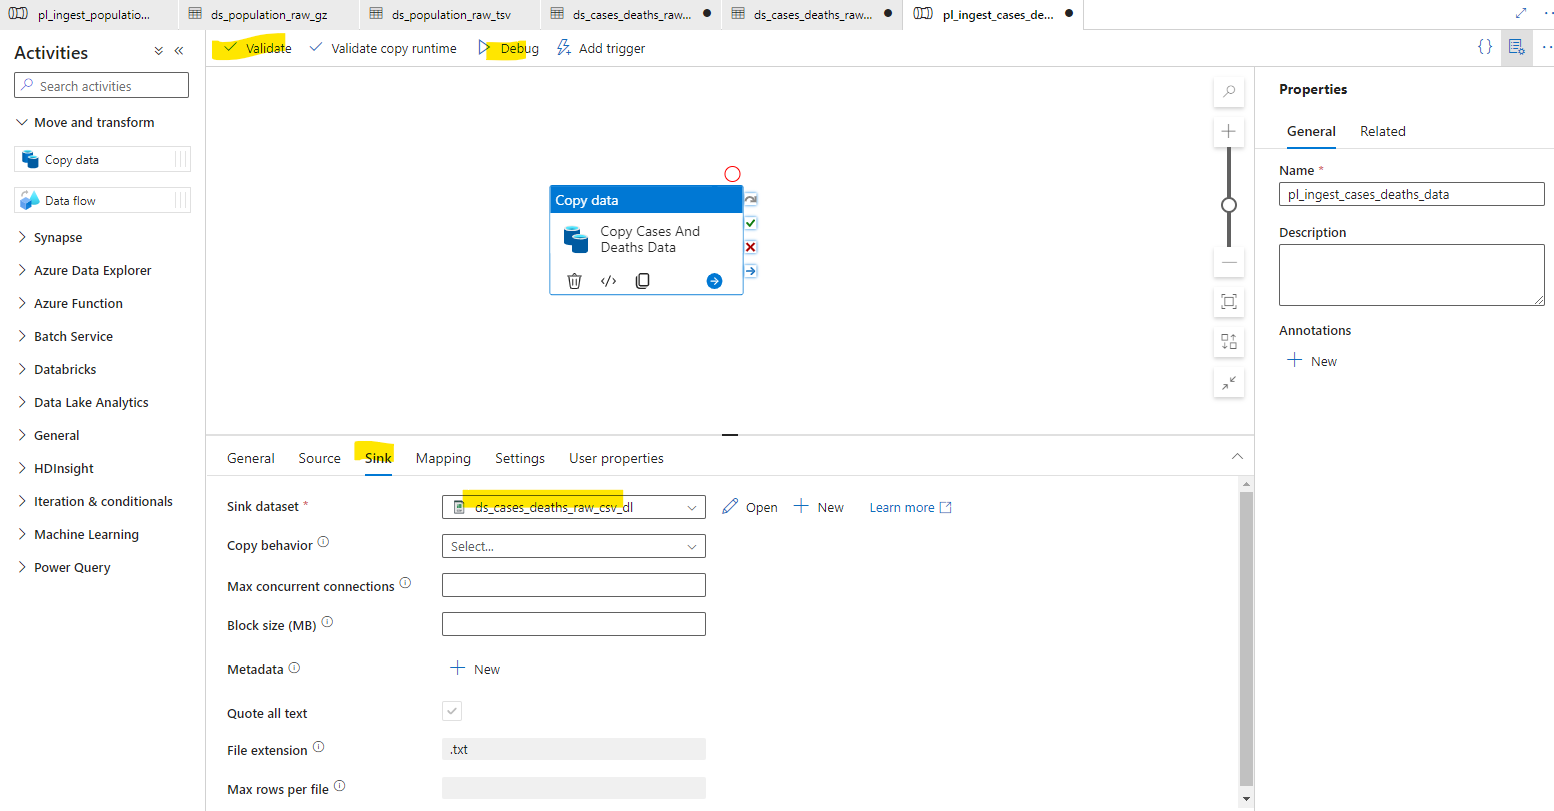 pl_ingest_populatio...
ds_population_raw_gz
ds_population_raw_tsv
ds_cases_deaths_raw...
ds_cases_deaths_raw...
pl_ingest_cases_de...
Activities
Search activities
Move and transform
Copy data
Data flow
Synapse
Azure Data Explorer
Azure Function
Batch Service
Databricks
Data Lake Analytics
General
HDInsight
Iteration & conditionals
Machine Learning
Power Query
Validate
Validate copy runtime
Debug
Add trigger
{}
Copy data
Copy Cases And
Deaths Data
</>
General
Source
Sink
Mapping
Settings
User properties
Sink dataset *
ds_cases_deaths_raw_csv_dl
Open
New
Learn more
Copy behavior
Select...
Max concurrent connections
Block size (MB)
Metadata
New
Quote all text
File extension
.txt
Max rows per file
Properties
General
Related
Name *
pl_ingest_cases_deaths_data
Description
Annotations
New